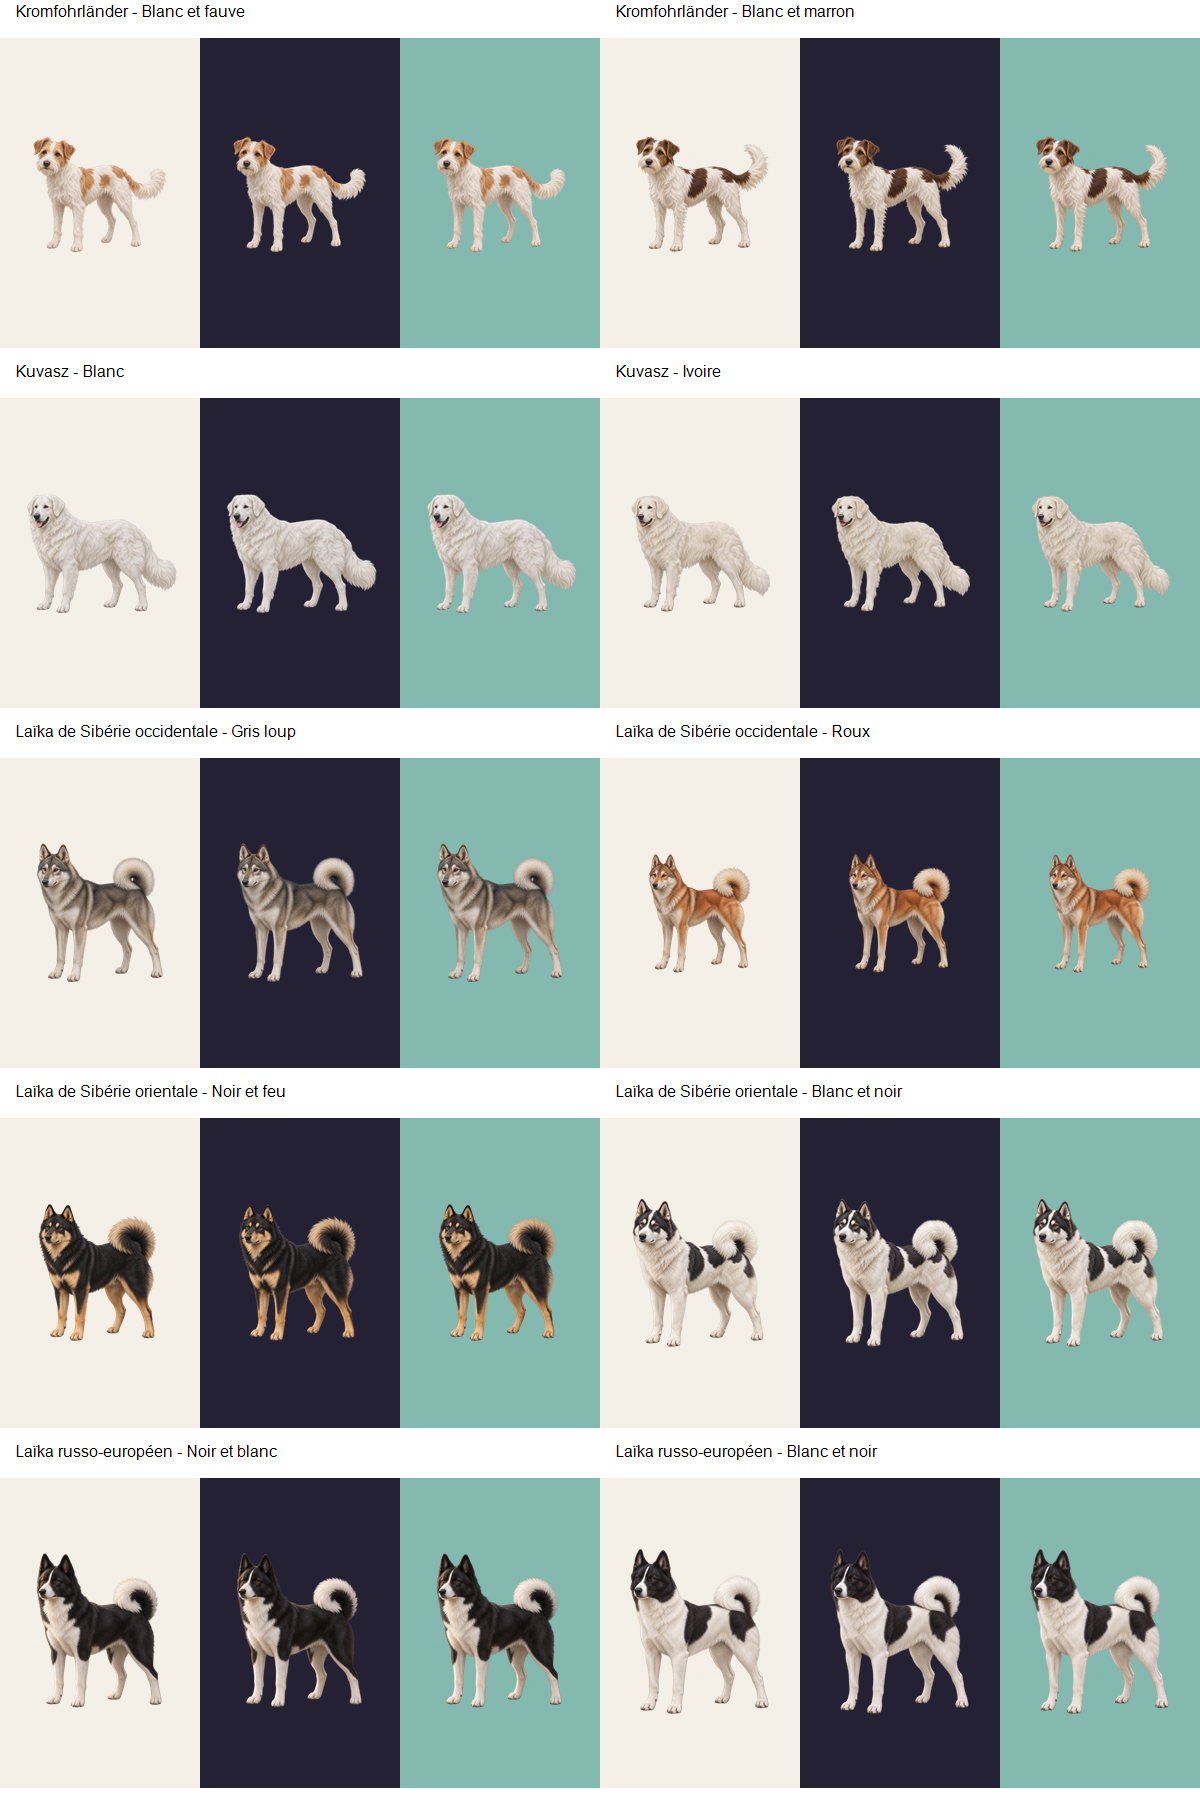 Kromfohrländer - Blanc et fauve
Kromfohrländer - Blanc et marron
Kuvasz - Blanc
Kuvasz - Ivoire
Laïka de Sibérie occidentale - Gris loup
Laïka de Sibérie occidentale - Roux
Laïka de Sibérie orientale - Noir et feu
Laïka de Sibérie orientale - Blanc et noir
Laïka russo-européen - Noir et blanc
Laïka russo-européen - Blanc et noir